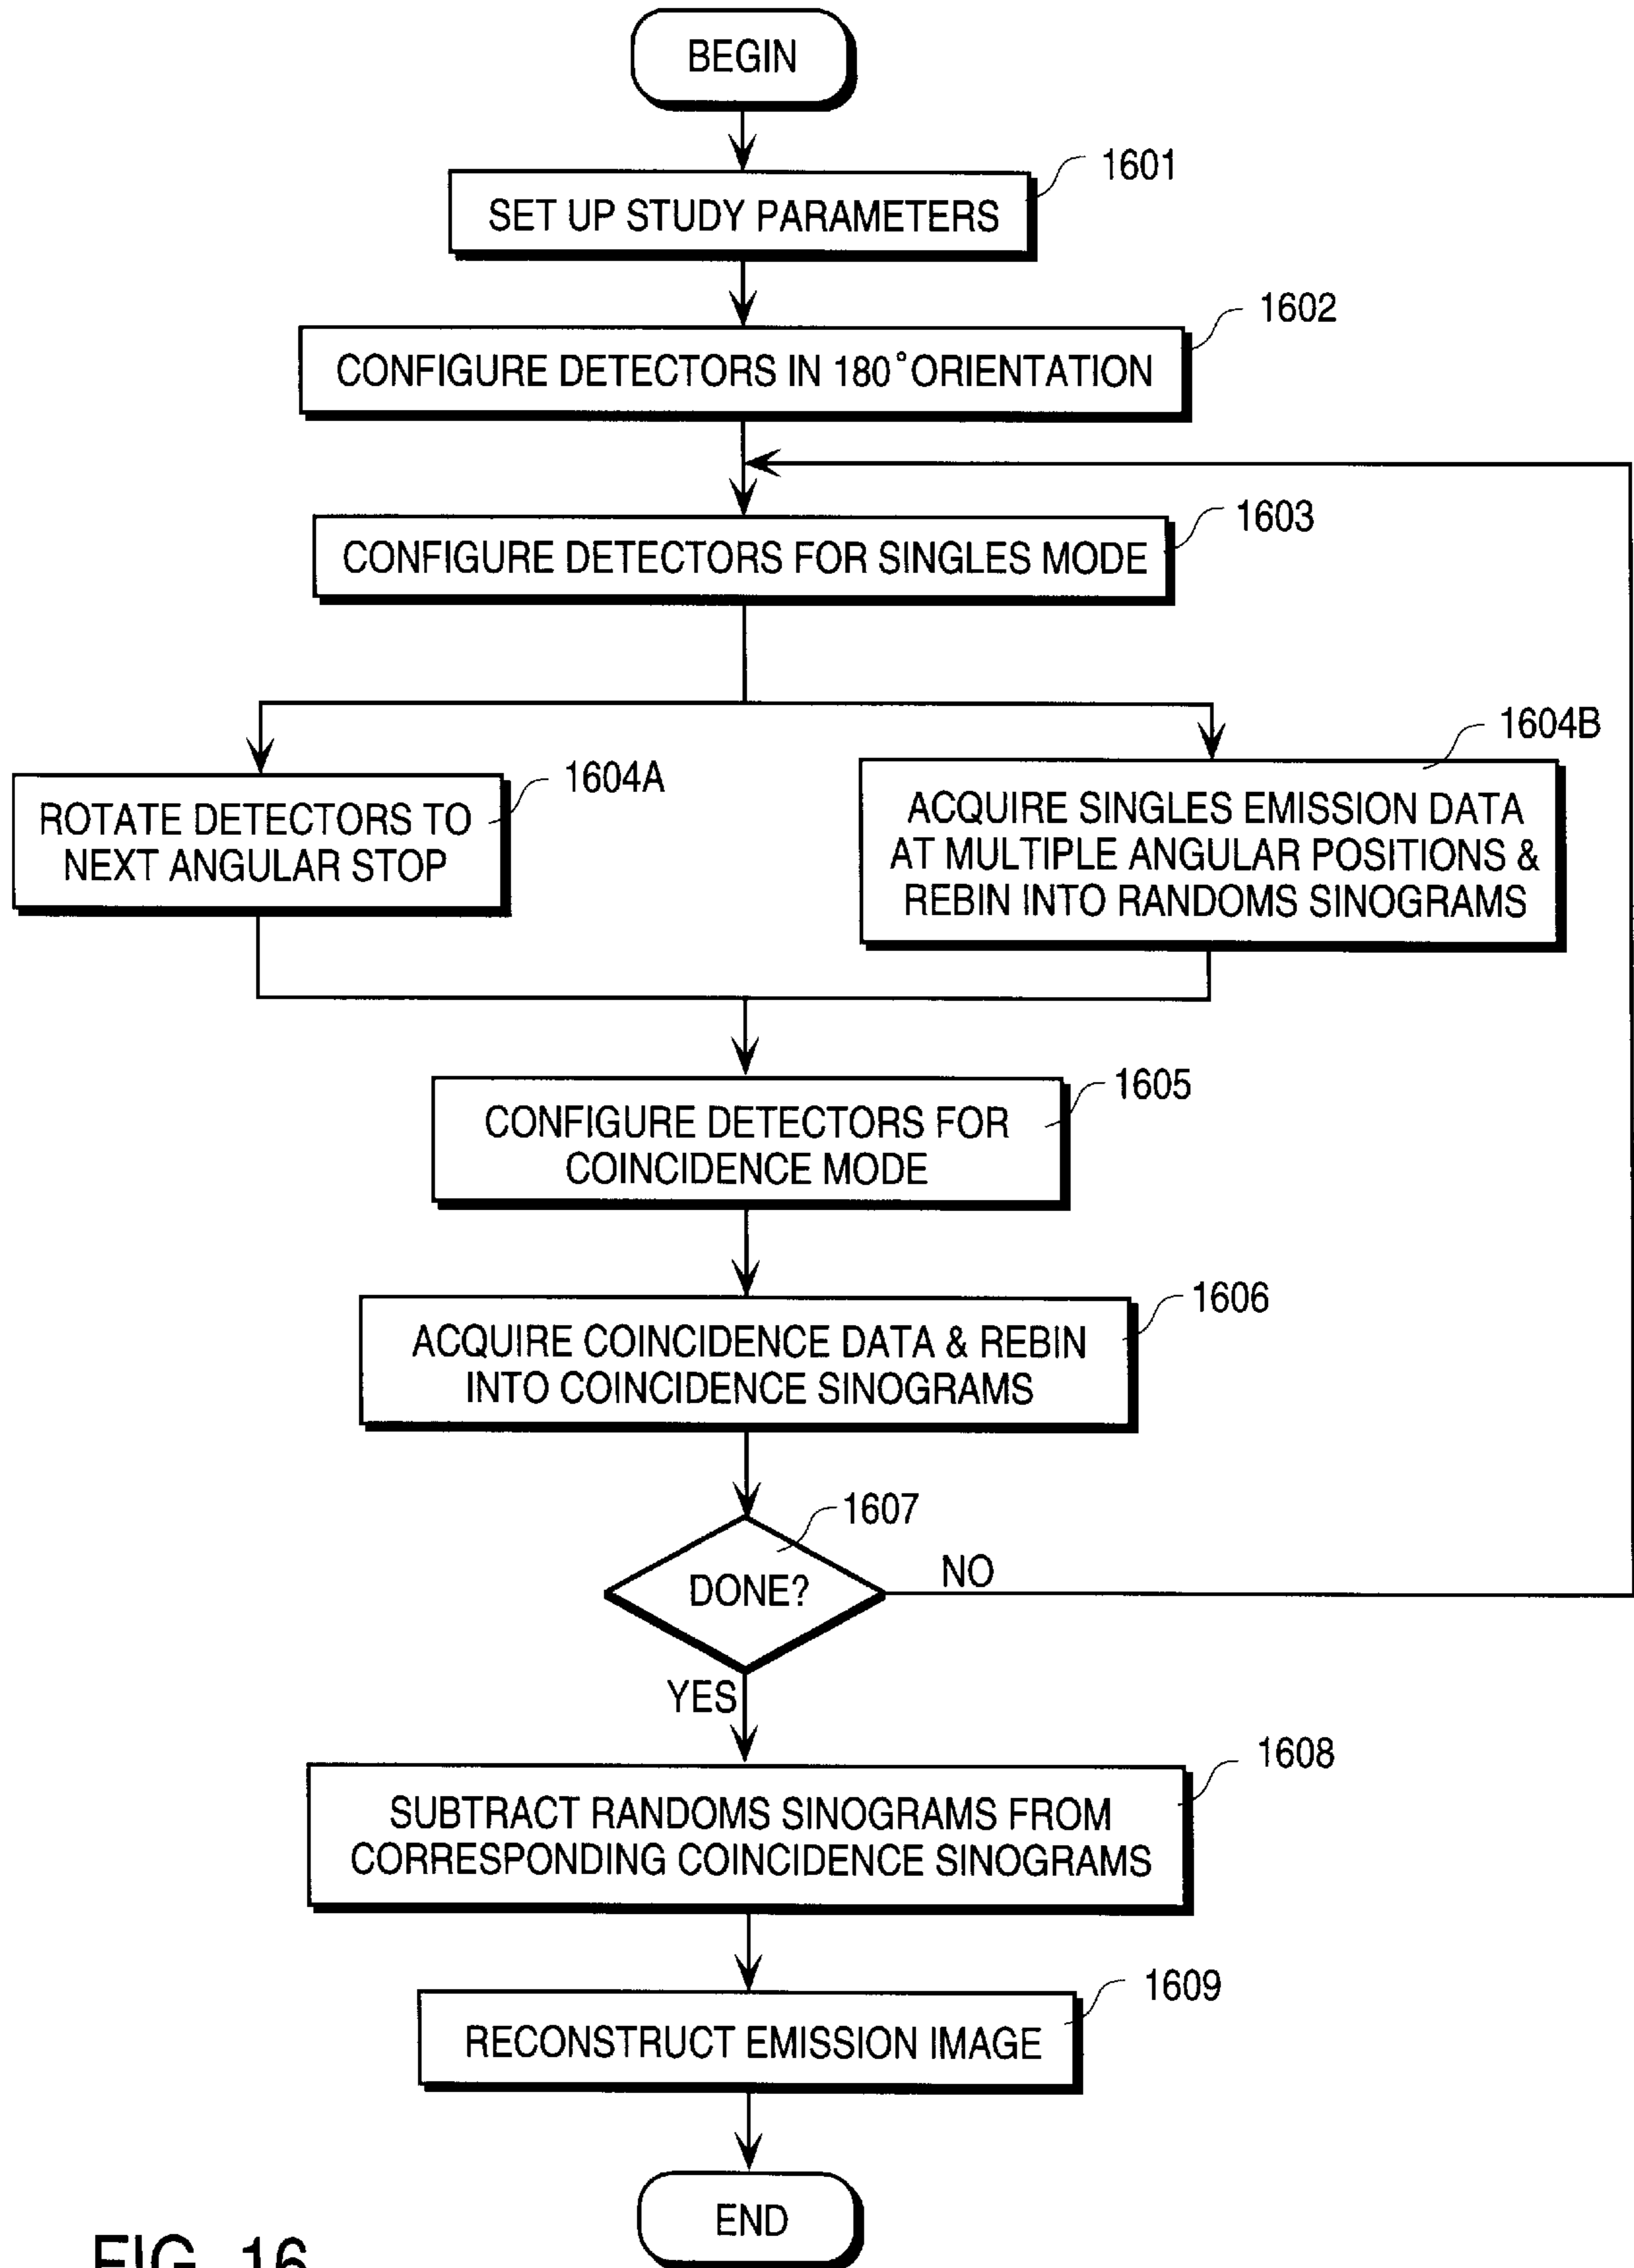 BEGIN
1601
SET UP STUDY PARAMETERS
1602
CONFIGURE DETECTORS IN 180° ORIENTATION
1603
CONFIGURE DETECTORS FOR SINGLES MODE
1604A
ROTATE DETECTORS TO
NEXT ANGULAR STOP
1604B
ACQUIRE SINGLES EMISSION DATA
AT MULTIPLE ANGULAR POSITIONS &
REBIN INTO RANDOMS SINOGRAMS
1605
CONFIGURE DETECTORS FOR
COINCIDENCE MODE
1606
ACQUIRE COINCIDENCE DATA & REBIN
INTO COINCIDENCE SINOGRAMS
1607
DONE?
NO
YES
1608
SUBTRACT RANDOMS SINOGRAMS FROM
CORRESPONDING COINCIDENCE SINOGRAMS
1609
RECONSTRUCT EMISSION IMAGE
END
FIG. 16